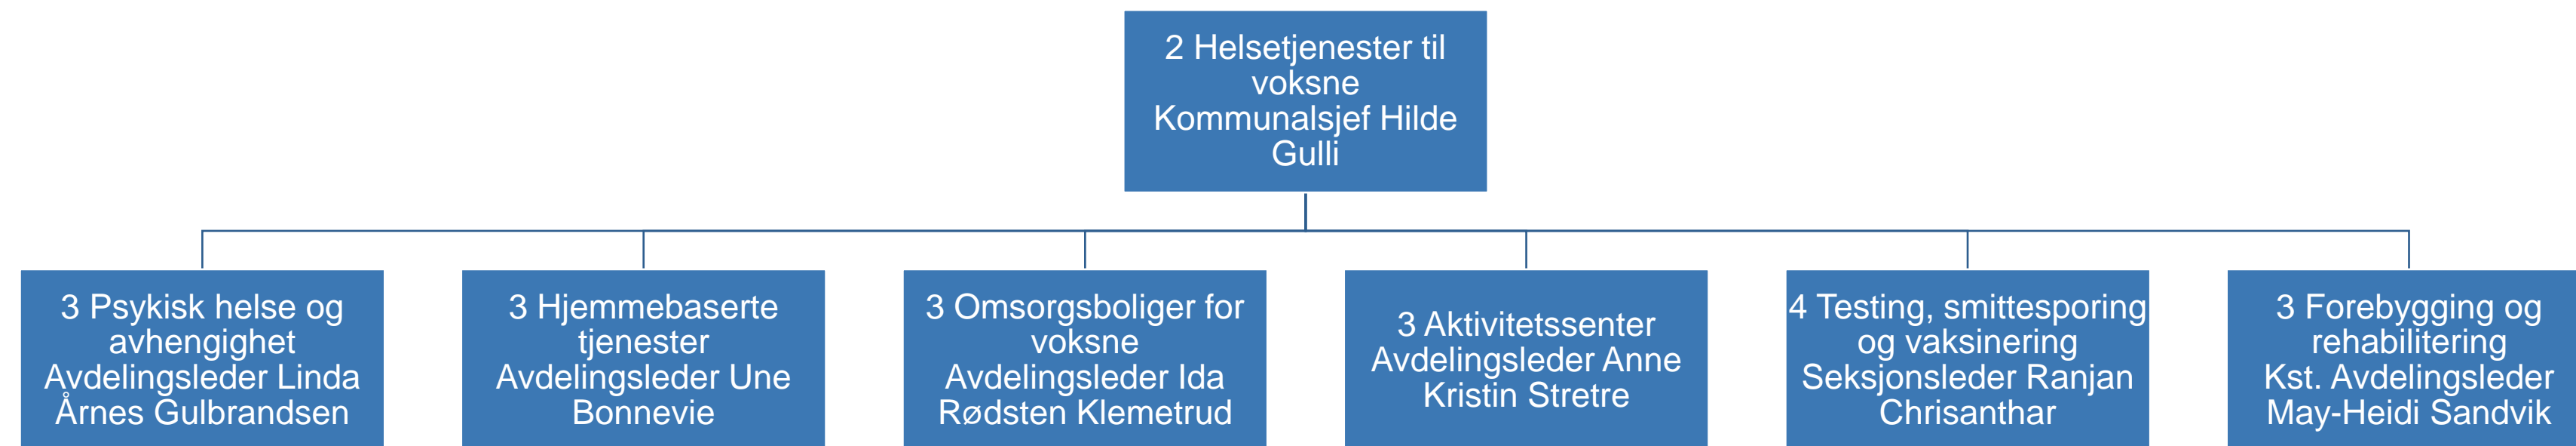 2 Helsetjenester til
voksne
Kommunalsjef Hilde
Gulli
3 Psykisk helse og
avhengighet
Avdelingsleder Linda
Årnes Gulbrandsen
3 Hjemmebaserte
tjenester
Avdelingsleder Une
Bonnevie
3 Omsorgsboliger for
voksne
Avdelingsleder Ida
Rødsten Klemetrud
3 Aktivitetssenter
Avdelingsleder Anne
Kristin Stretre
4 Testing, smittesporing
og vaksinering
Seksjonsleder Ranjan
Chrisanthar
3 Forebygging og
rehabilitering
Kst. Avdelingsleder
May-Heidi Sandvik